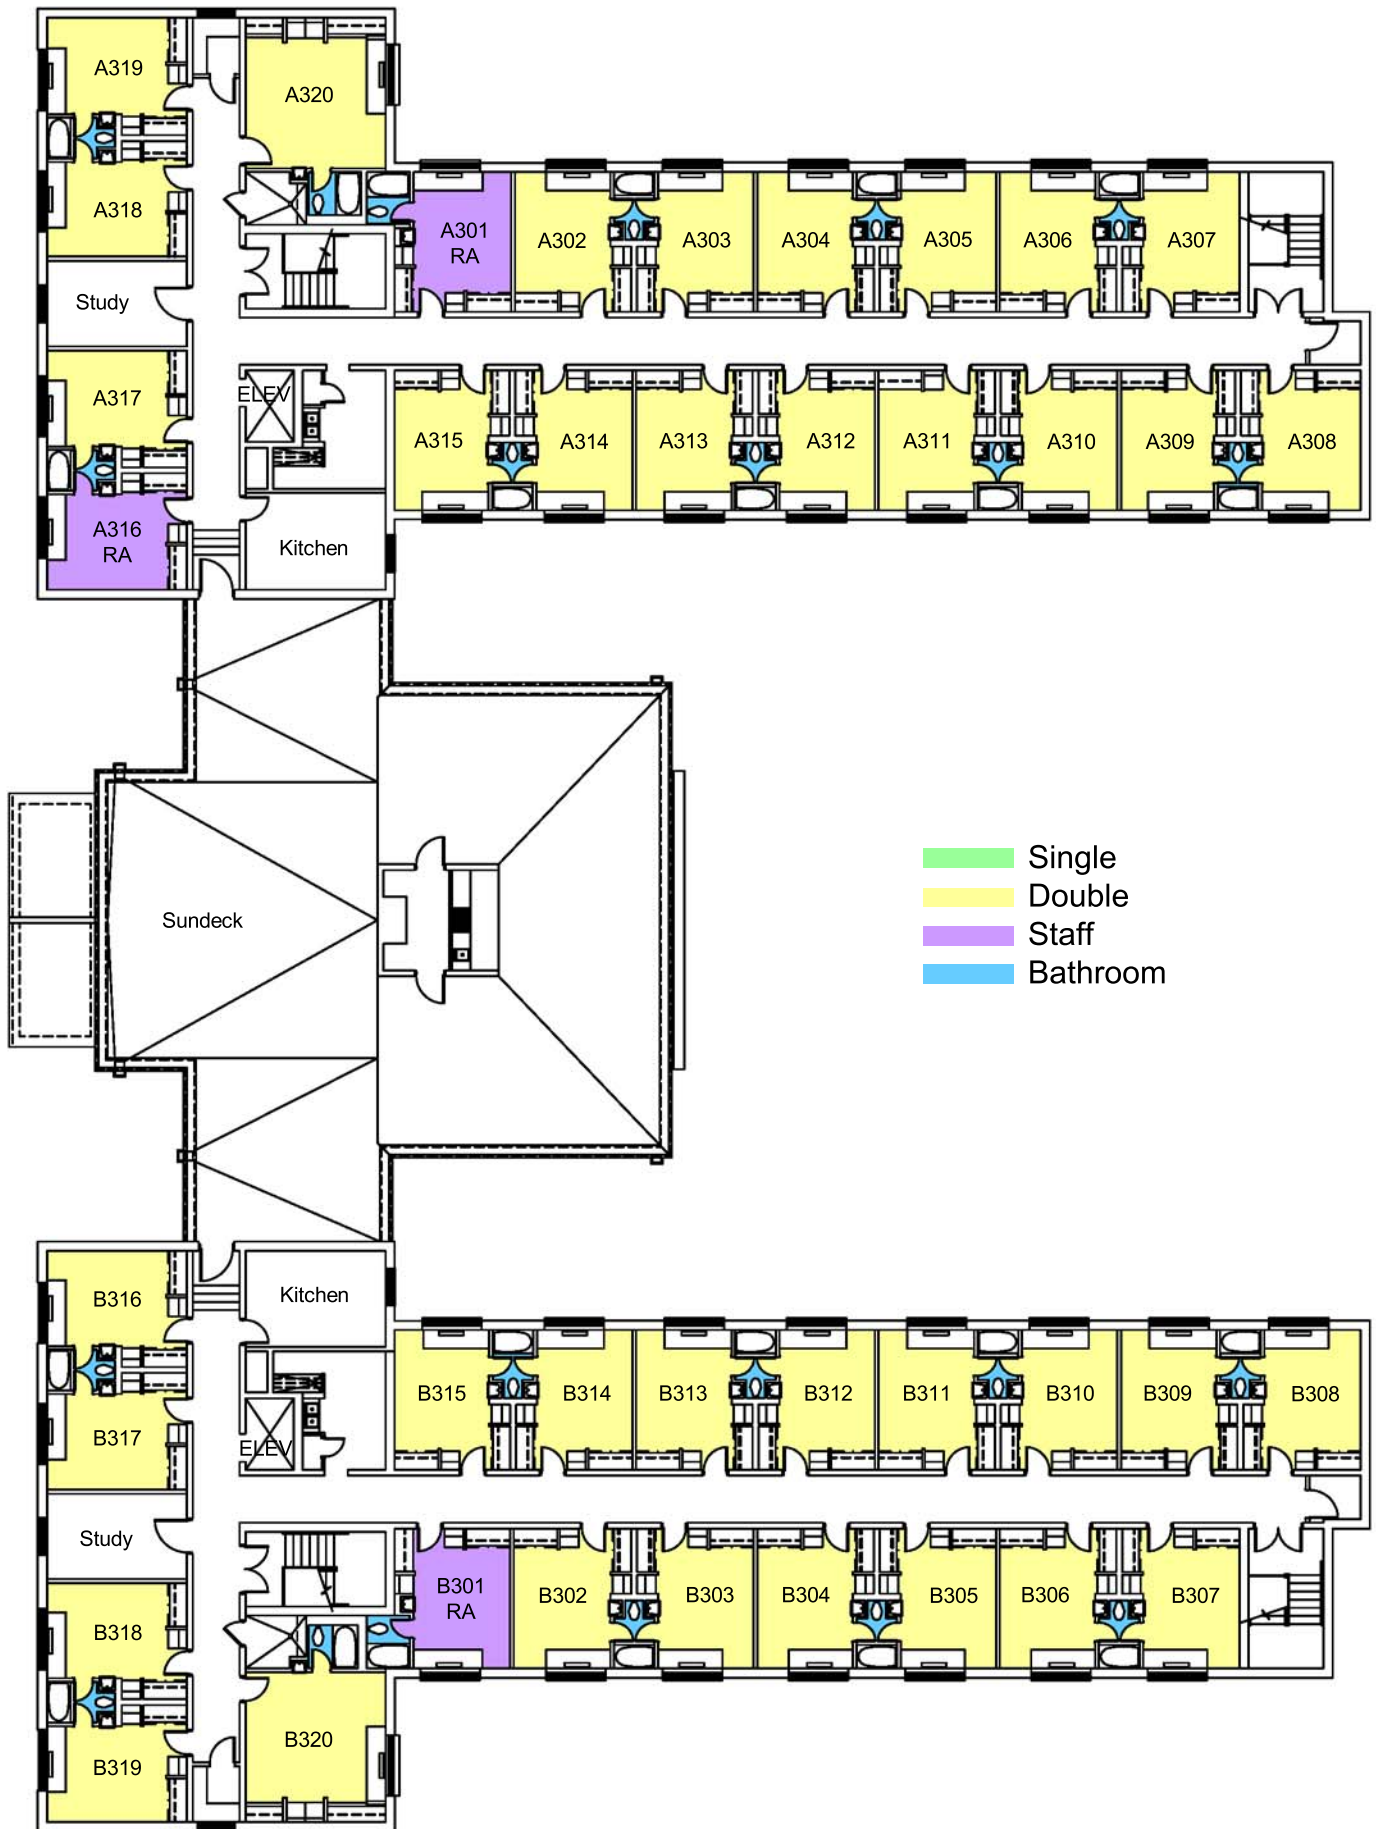 A319
A320
A318
A301
RA
A302
A303
A304
A305
A306
A307
Study
A317
ELEV
A315
A314
A313
A312
A311
A310
A309
A308
A316
RA
Kitchen
Single
Double
Staff
Bathroom
Sundeck
B316
Kitchen
B315
B314
B313
B312
B311
B310
B309
B308
B317
ELEV
Study
B318
B301
RA
B302
B303
B304
B305
B306
B307
B320
B319